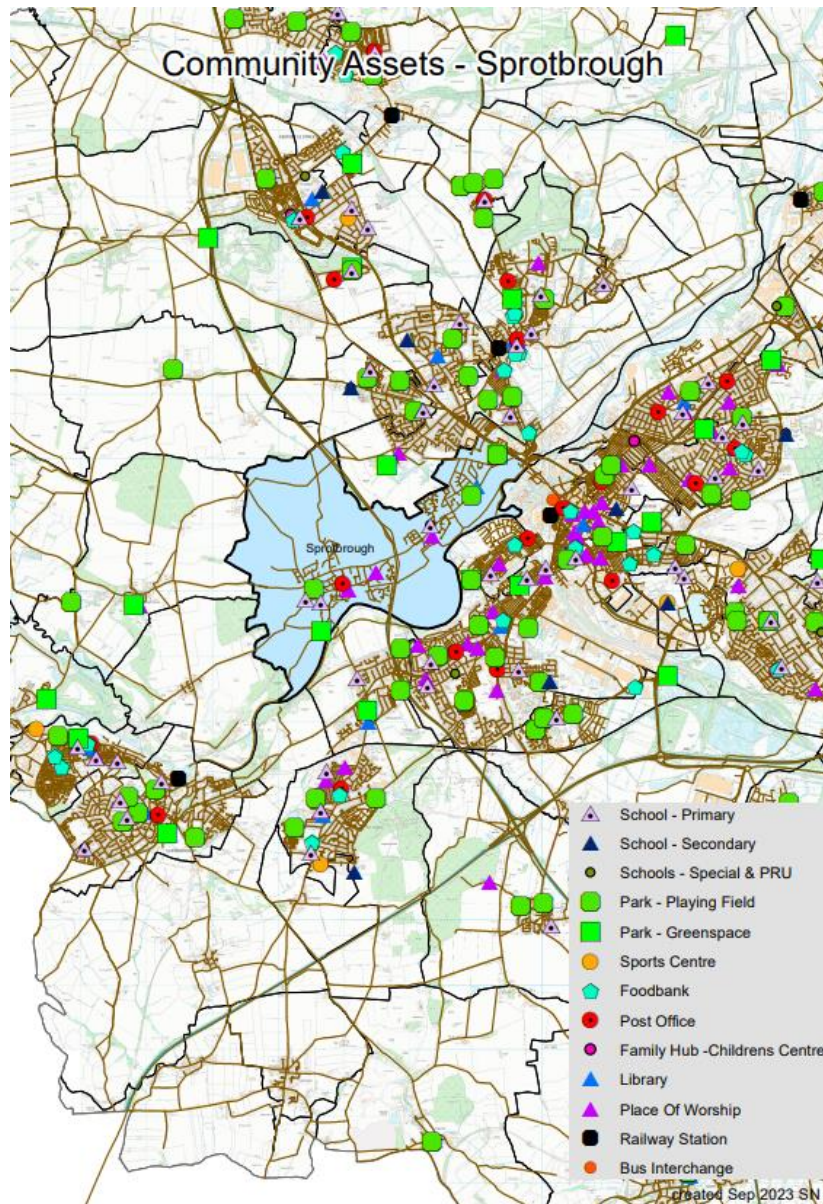 Community Assets - Sprotbrough
Sprotbrough
School - Primary
School - Secondary
Schools - Special & PRU
Park - Playing Field
Park - Greenspace
Sports Centre
Foodbank
Post Office
Family Hub -Childrens Centre
Library
Place Of Worship
Railway Station
Bus Interchange
created Sep 2023 SN